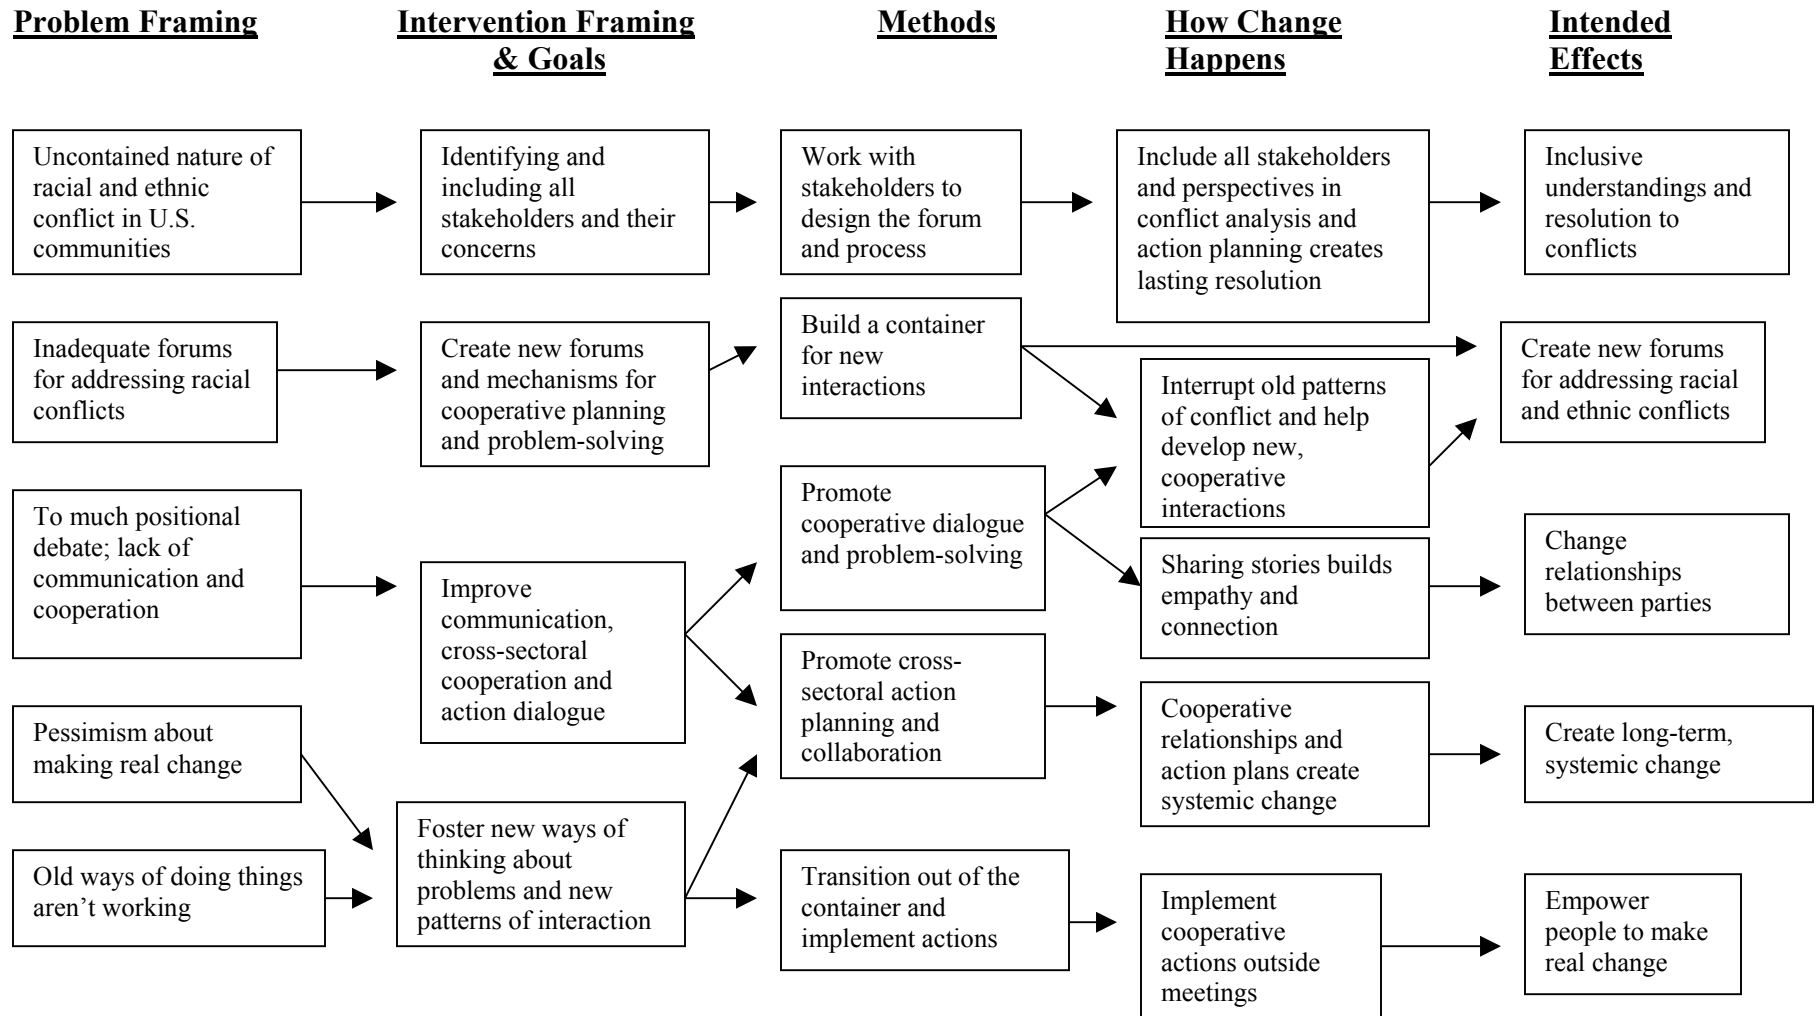 Problem Framing
Intervention Framing
& Goals
Methods
How Change
Happens
Intended
Effects
Uncontained nature of
racial and ethnic
conflict in U.S.
communities
Identifying and
including all
stakeholders and their
concerns
Work with
stakeholders to
design the forum
and process
Include all stakeholders
and perspectives in
conflict analysis and
action planning creates
lasting resolution
Inclusive
understandings and
resolution to
conflicts
Inadequate forums
for addressing racial
conflicts
Create new forums
and mechanisms for
cooperative planning
and problem-solving
Build a container
for new
interactions
Interrupt old patterns
of conflict and help
develop new,
cooperative
interactions
Create new forums
for addressing racial
and ethnic conflicts
To much positional
debate; lack of
communication and
cooperation
Improve
communication,
cross-sectoral
cooperation and
action dialogue
Promote
cooperative dialogue
and problem-solving
Sharing stories builds
empathy and
connection
Change
relationships
between parties
Pessimism about
making real change
Promote cross-
sectoral action
planning and
collaboration
Cooperative
relationships and
action plans create
systemic change
Create long-term,
systemic change
Old ways of doing things
aren’t working
Foster new ways of
thinking about
problems and new
patterns of interaction
Transition out of the
container and
implement actions
Implement
cooperative
actions outside
meetings
Empower
people to make
real change